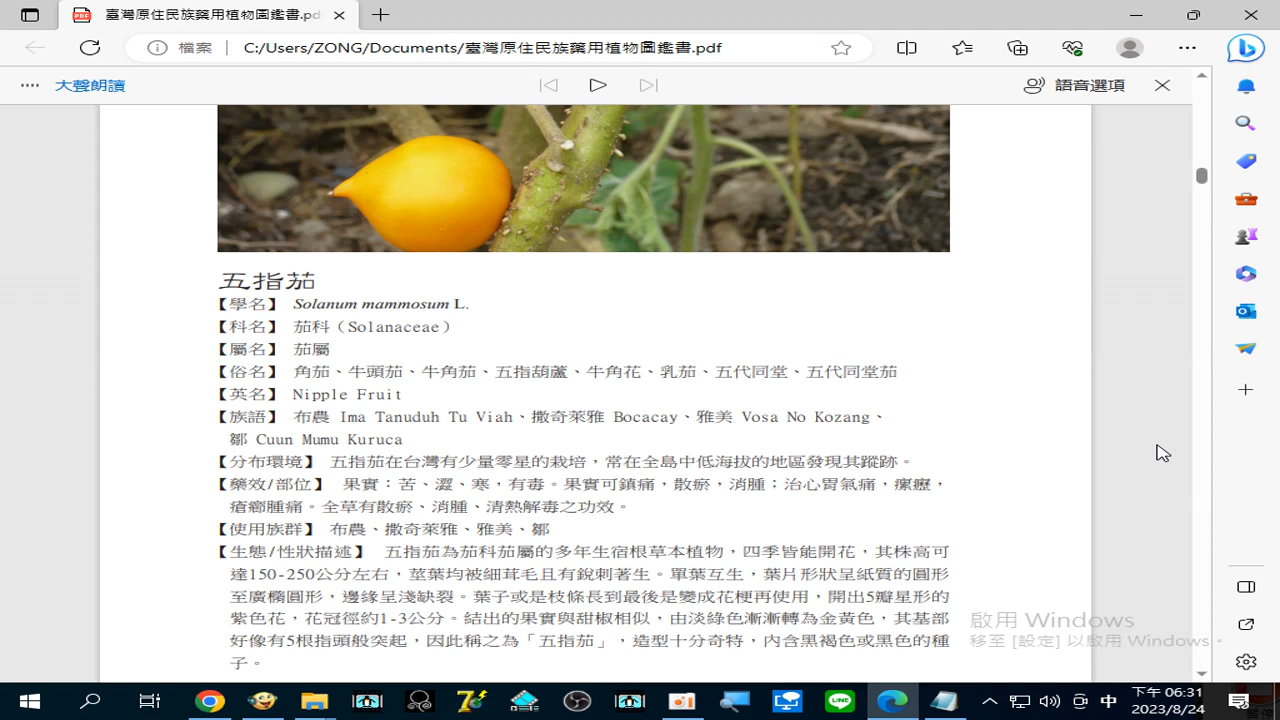 臺灣原住民族藥用植物圖鑑書.pd
檔案
C:/Users/ZONG/Documents/臺灣原住民族藥用植物圖鑑書.pdf
大聲朗讀
語音選項
五指茄
【學名】 Solanum mammosum L.
【科名】 茄科（Solanaceae）
【屬名】 茄屬
【俗名】 角茄、牛頭茄、牛角茄、五指葫蘆、牛角花、乳茄、五代同堂、五代同堂茄
【英名】 Nipple Fruit
【族語】 布農 Ima Tanuduh Tu Viah、撒奇萊雅 Bocacay、雅美 Vosa No Kozang、
鄒 Cuun Mumu Kuruca
【分布環境】 五指茄在台灣有少量零星的栽培，常在全島中低海拔的地區發現其蹤跡。
【藥效/部位】 果實：苦、澀、寒，有毒。果實可鎮痛，散瘀，消腫；治心胃氣痛，瘰癧，
瘡癤腫痛。全草有散瘀、消腫、清熱解毒之功效。
【使用族群】 布農、撒奇萊雅、雅美、鄒
【生態/性狀描述】 五指茄為茄科茄屬的多年生宿根草本植物，四季皆能開花，其株高可
達150-250公分左右，莖葉均被細茸毛且有銳刺著生。單葉互生，葉片形狀呈紙質的圓形
至廣橢圓形，邊緣呈淺缺裂。葉子或是枝條長到最後是變成花梗再使用，開出5瓣星形的
紫色花，花冠徑約1-3公分。結出的果實與甜椒相似，由淡綠色漸漸轉為金黃色，其基部
好像有5根指頭般突起，因此稱之為「五指茄」，造型十分奇特，內含黑褐色或黑色的種
子。
啟用 Windows
移至 [設定] 以啟用 Windows。
中
下午 06:31
2023/8/24